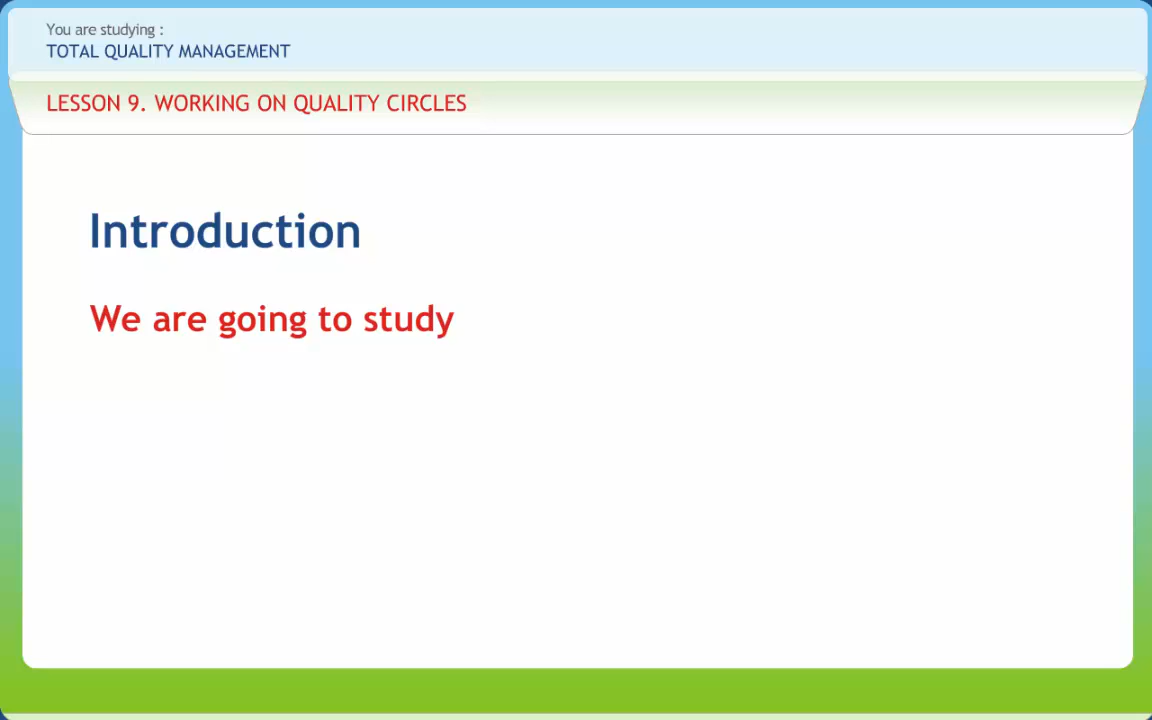 You are studying :
TOTAL QUALITY MANAGEMENT
LESSON 9. WORKING ON QUALITY CIRCLES
Introduction
We are going to study